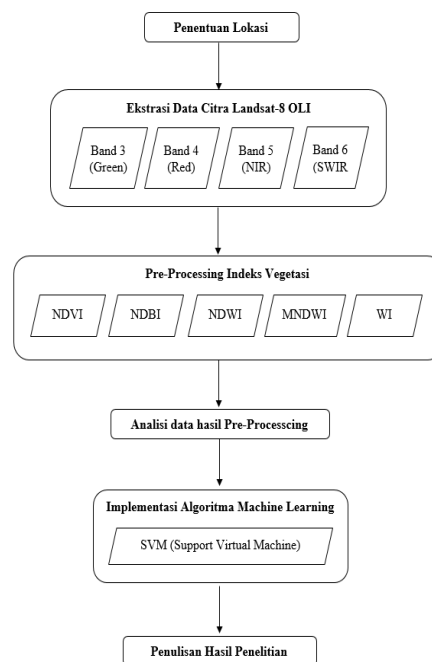 Penentuan Lokasi
Ekstrasi Data Citra Landsat-8 OLI
Band 3
(Green)
Band 4
(Red)
Band 5
(NIR)
Band 6
(SWIR
Pre-Processing Indeks Vegetasi
NDVI
NDBI
NDWI
MNDWI
WI
Analisi data hasil Pre-Processcing
Implementasi Algoritma Machine Learning
SVM (Support Virtual Machine)
Penulisan Hasil Penelitian